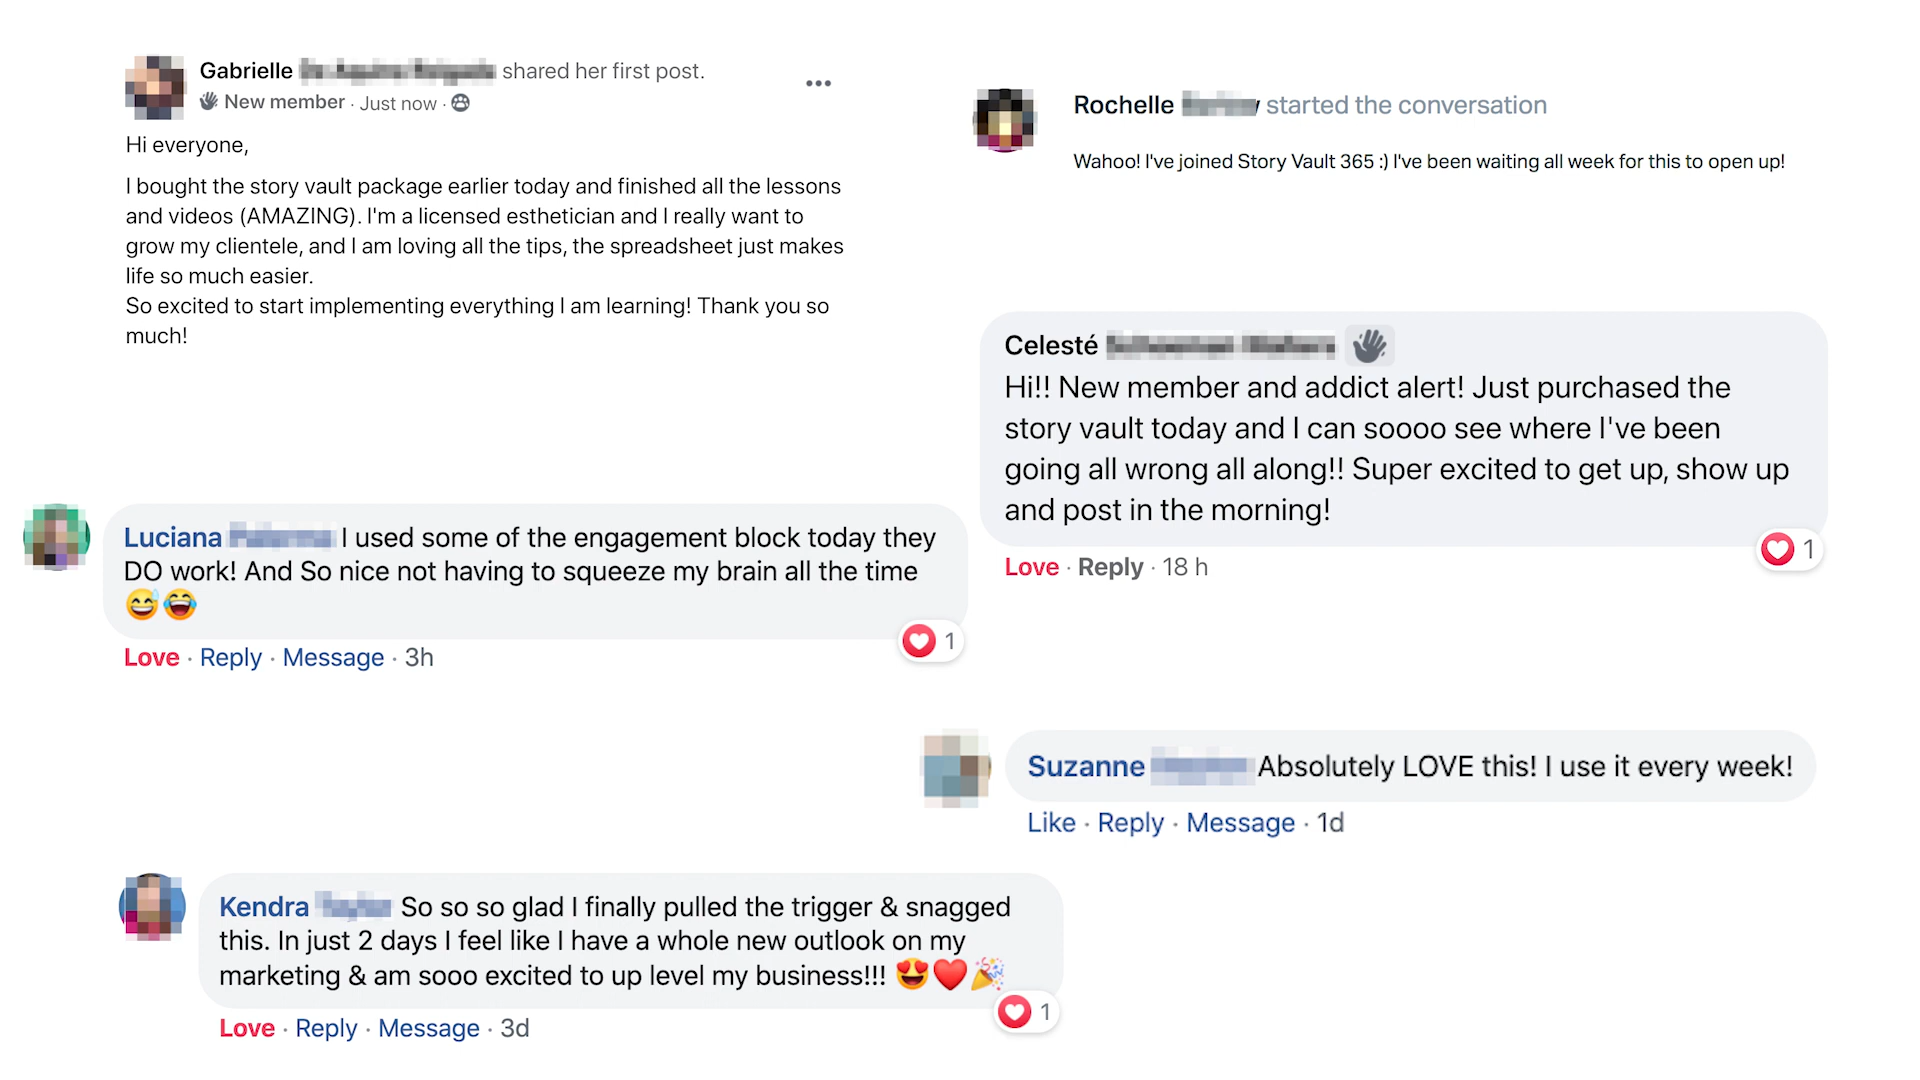 Gabrielle shared her first post.
New member · Just now ·
Hi everyone,
I bought the story vault package earlier today and finished all the lessons
and videos (AMAZING). I'm a licensed esthetician and I really want to
grow my clientele, and I am loving all the tips, the spreadsheet just makes
life so much easier.
So excited to start implementing everything I am learning! Thank you so
much!
Rochelle started the conversation
Wahoo! I've joined Story Vault 365 :) I've been waiting all week for this to open up!
Celesté
Hi!! New member and addict alert! Just purchased the
story vault today and I can soooo see where I've been
going all wrong all along!! Super excited to get up, show up
and post in the morning!
1
Love · Reply · 18 h
Luciana I used some of the engagement block today they
DO work! And So nice not having to squeeze my brain all the time
😅😂
1
Love · Reply · Message · 3h
Suzanne Absolutely LOVE this! I use it every week!
Like · Reply · Message · 1d
Kendra So so so glad I finally pulled the trigger & snagged
this. In just 2 days I feel like I have a whole new outlook on my
marketing & am sooo excited to up level my business!!! 😍❤️🎉
1
Love · Reply · Message · 3d